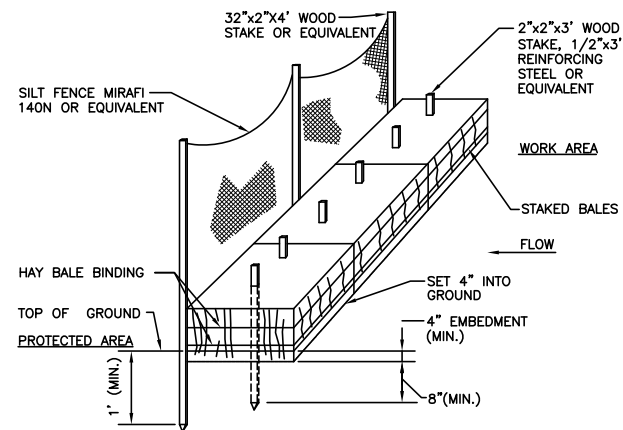 32"x2"X4' WOOD
STAKE OR EQUIVALENT
2"x2"x3' WOOD
STAKE, 1/2"x3'
REINFORCING
STEEL OR
EQUIVALENT
SILT FENCE MIRAFI
140N OR EQUIVALENT
WORK AREA
STAKED BALES
FLOW
HAY BALE BINDING
SET 4" INTO
GROUND
TOP OF GROUND
PROTECTED AREA
4" EMBEDMENT
(MIN.)
1' (MIN.)
8"(MIN.)